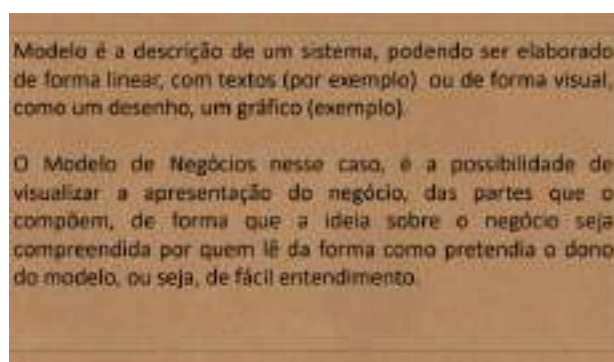 Modelo é a descrição de um sistema, podendo ser elaborado
de forma linear, com textos (por exemplo) ou de forma visual,
como um desenho, um gráfico (exemplo).
O Modelo de Negócios nesse caso, é a possibilidade de
visualizar a apresentação do negócio, das partes que o
compõem, de forma que a ideia sobre o negócio seja
compreendida por quem lê da forma como pretendia o dono
do modelo, ou seja, de fácil entendimento.